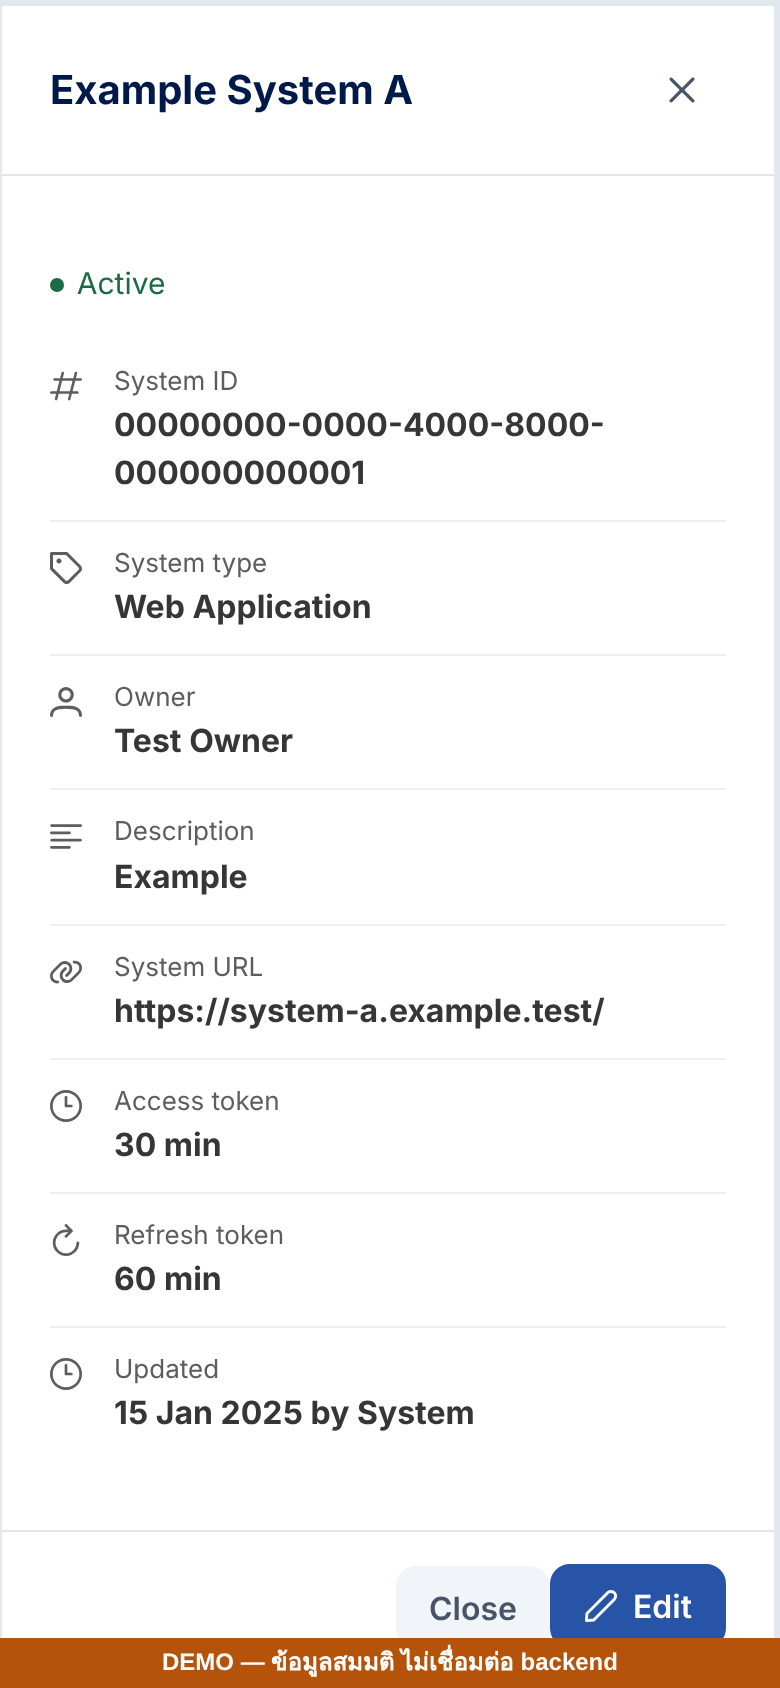 Example System A
Active
System ID
00000000-0000-4000-8000-
000000000001
System type
Web Application
Owner
Test Owner
Description
Example
System URL
https://system-a.example.test/
Access token
30 min
Refresh token
60 min
Updated
15 Jan 2025 by System
Close
Edit
DEMO — ข้อมูลสมมติ ไม่เชื่อมต่อ backend